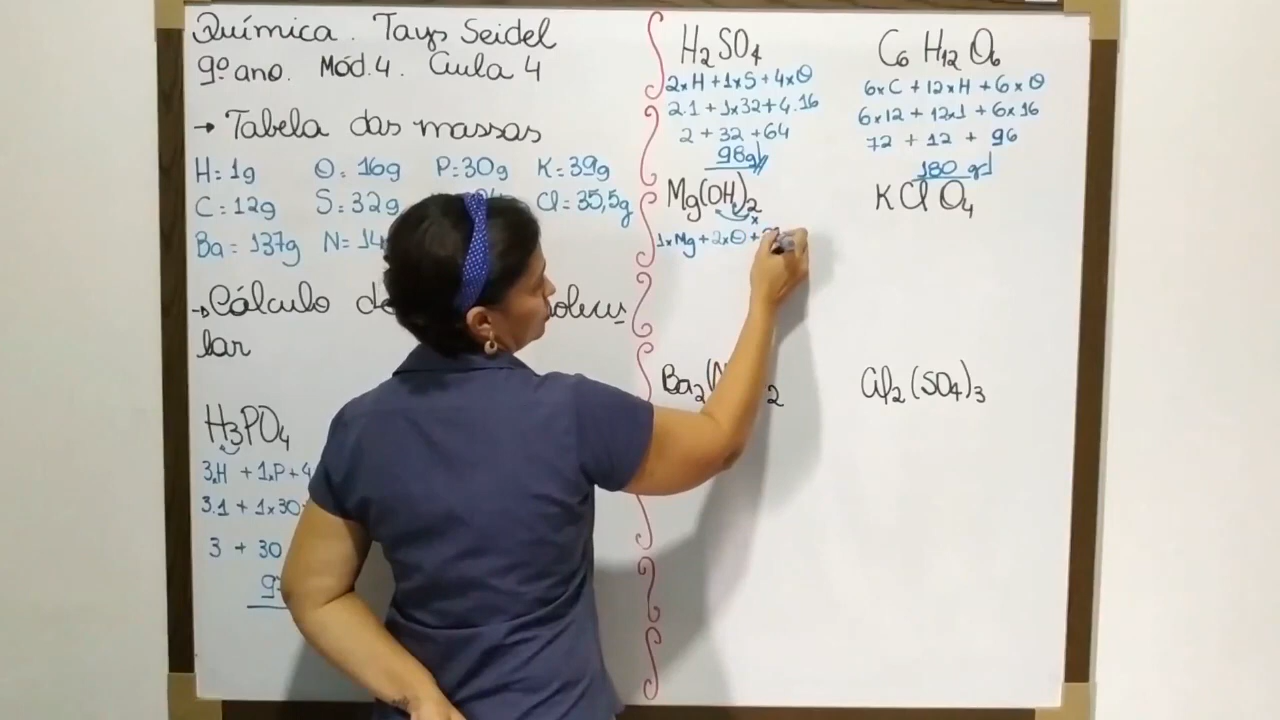 Química. Tays Seidel
9º ano. Mód.4. Aula 4
→ Tabela das massas
H=1g O=16g P=30g K=39g
C=12g S=32g Cl=35,5g
Ba=137g N=14
→ Cálculo
lar
H3PO4
3.H + 1.P + 4
3.1 + 1x30
3 + 30
H2SO4
2xH + 1xS + 4xO
2.1 + 1x32 + 4.16
2 + 32 + 64
98g
Mg(OH)2
x
1xMg + 2xO +
Ba2( 2
C6 H12 O6
6xC + 12xH + 6xO
6x12 + 12x1 + 6x16
72 + 12 + 96
180 g
KClO4
Al2(SO4)3